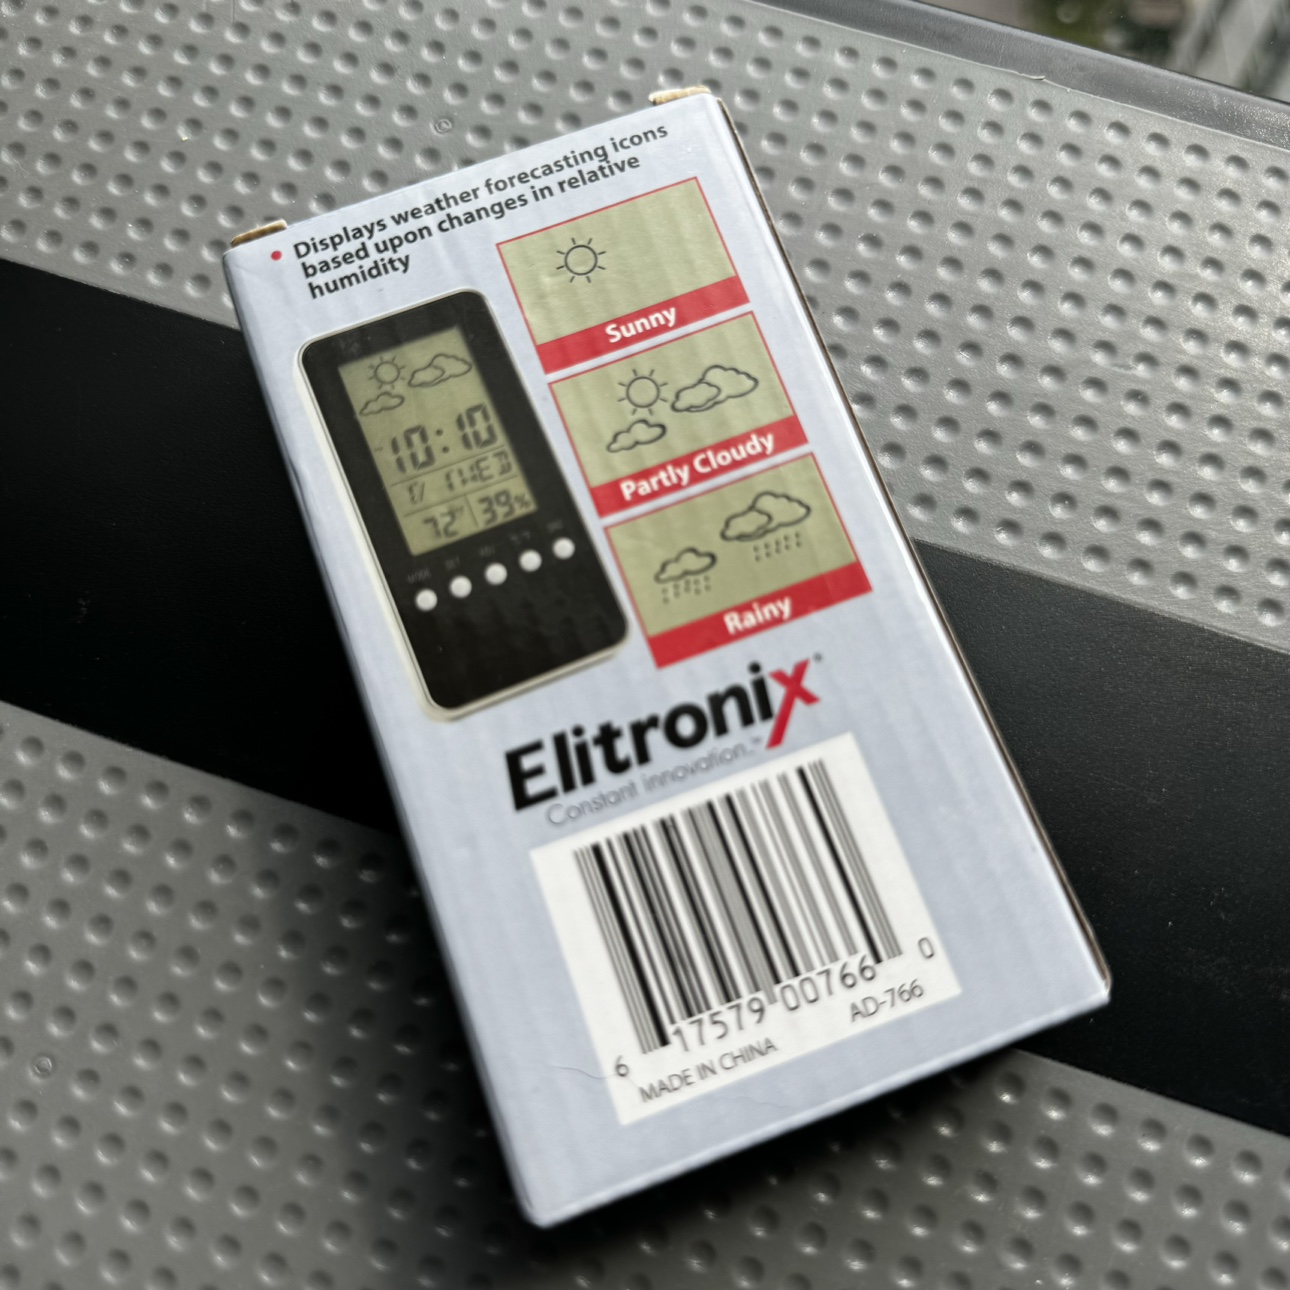 • Displays weather forecasting icons
based upon changes in relative
humidity
Sunny
10:10
72° 39%
Partly Cloudy
Rainy
Elitronix
Constant innovation.™
6 17579 00766 0
AD-766
MADE IN CHINA